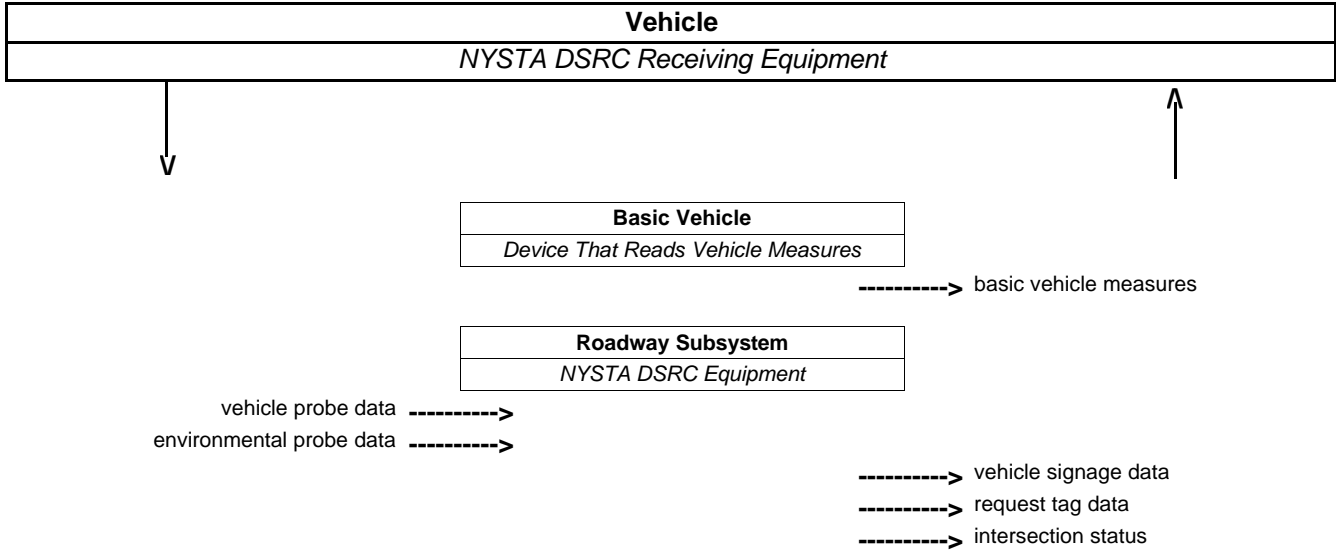 Vehicle
NYSTA DSRC Receiving Equipment
Basic Vehicle
Device That Reads Vehicle Measures
basic vehicle measures
Roadway Subsystem
NYSTA DSRC Equipment
vehicle probe data
environmental probe data
vehicle signage data
request tag data
intersection status